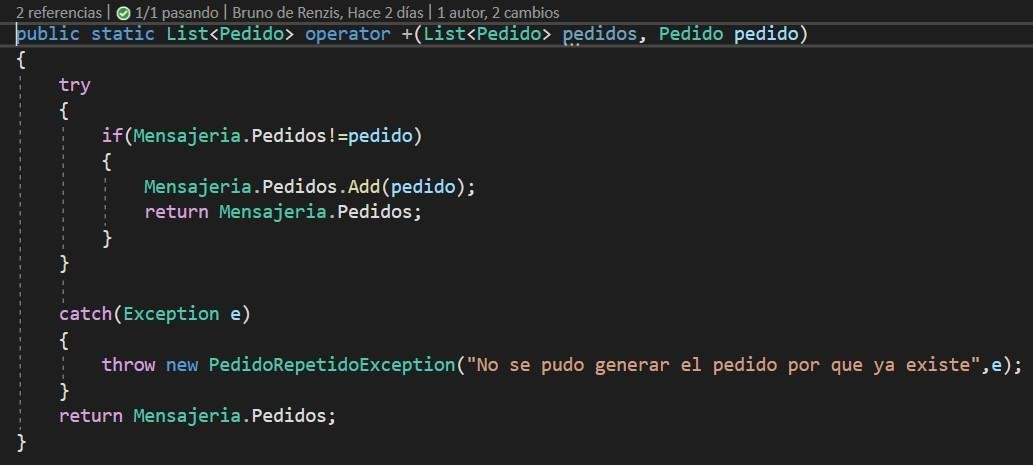 2 referencias | 1/1 pasando | Bruno de Renzis, Hace 2 días | 1 autor, 2 cambios
public static List<Pedido> operator +(List<Pedido> pedidos, Pedido pedido)
{
try
{
if(Mensajeria.Pedidos!=pedido)
{
Mensajeria.Pedidos.Add(pedido);
return Mensajeria.Pedidos;
}
}
catch(Exception e)
{
throw new PedidoRepetidoException("No se pudo generar el pedido por que ya existe",e);
}
return Mensajeria.Pedidos;
}